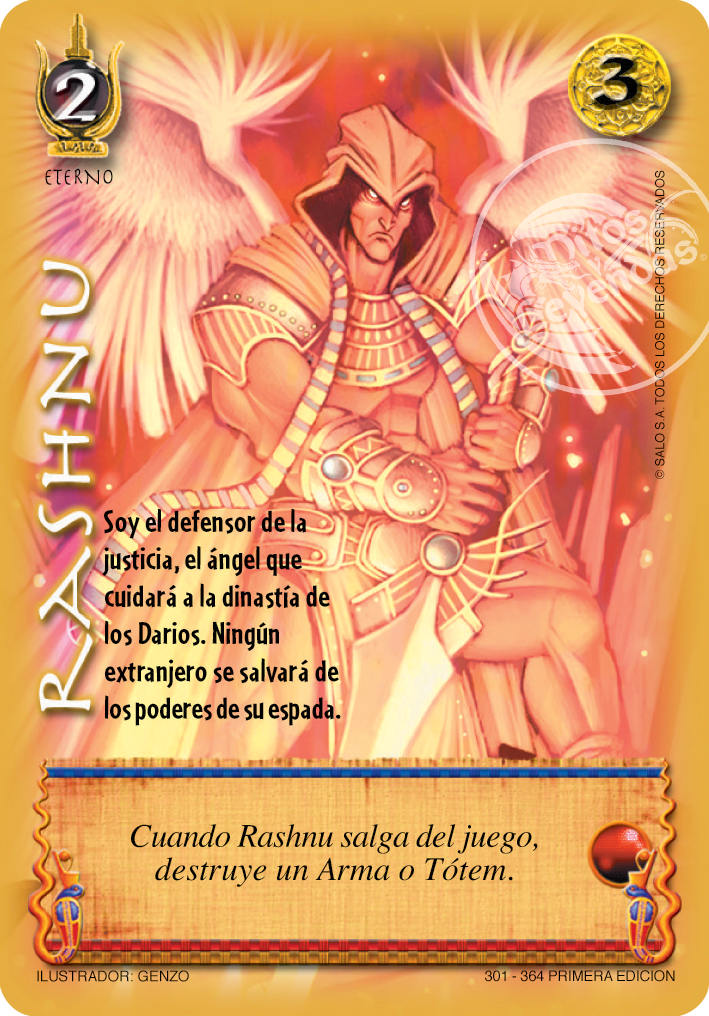 2
3
ETERNO
RASHNU
mitos
y
Leyendas
©
© SALO S.A. TODOS LOS DERECHOS RESERVADOS
Soy el defensor de la
justicia, el ángel que
cuidará a la dinastía de
los Darios. Ningún
extranjero se salvará de
los poderes de su espada.
Cuando Rashnu salga del juego,
destruye un Arma o Tótem.
ILUSTRADOR: GENZO
301 - 364 PRIMERA EDICION